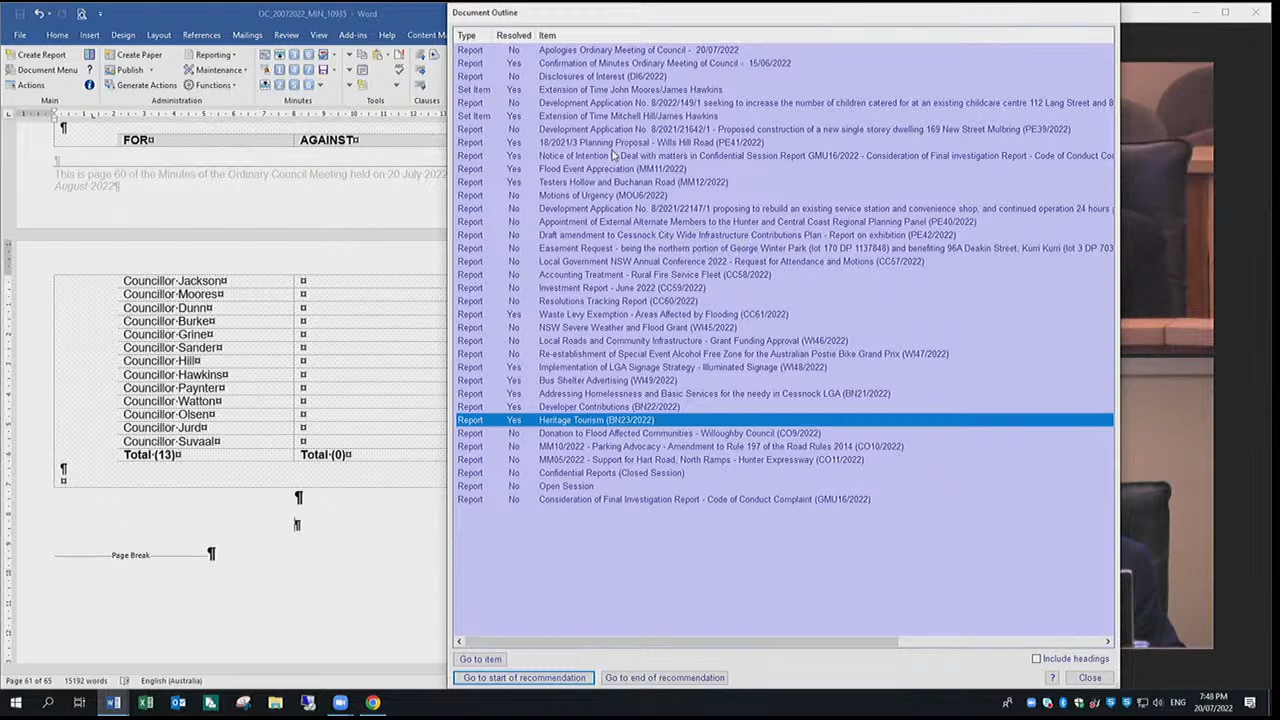 OC_20072022_MIN_10935 - Word
File Home Insert Design Layout References Mailings Review View Add-ins Help Content Ma
Create Report Create Paper Reporting
Document Menu ? Publish Maintenance
Actions Generate Actions Functions
Main Administration Minutes Tools Clauses
FOR¤ AGAINST¤
¶
This is page 60 of the Minutes of the Ordinary Council Meeting held on 20 July 2022
August·2022¶
Councillor·Jackson¤ ¤
Councillor·Moores¤ ¤
Councillor·Dunn¤ ¤
Councillor·Burke¤ ¤
Councillor·Grine¤ ¤
Councillor·Sander¤ ¤
Councillor·Hill¤ ¤
Councillor·Hawkins¤ ¤
Councillor·Paynter¤ ¤
Councillor·Watton¤ ¤
Councillor·Olsen¤ ¤
Councillor·Jurd¤ ¤
Councillor·Suvaal¤ ¤
Total·(13)¤ Total·(0)¤
¶
¤
¶
¶
Page Break ¶
Page 61 of 65 15192 words English (Australia)
Document Outline
Type Resolved Item
Report No Apologies Ordinary Meeting of Council - 20/07/2022
Report Yes Confirmation of Minutes Ordinary Meeting of Council - 15/06/2022
Report No Disclosures of Interest (DI6/2022)
Set Item Yes Extension of Time John Moores/James Hawkins
Report No Development Application No. 8/2022/149/1 seeking to increase the number of children catered for at an existing childcare centre 112 Lang Street and 8
Set Item Yes Extension of Time Mitchell Hill/James Hawkins
Report No Development Application No. 8/2021/21642/1 - Proposed construction of a new single storey dwelling 169 New Street Mulbring (PE39/2022)
Report Yes 18/2021/3 Planning Proposal - Wills Hill Road (PE41/2022)
Report Yes Notice of Intention Deal with matters in Confidential Session Report GMU16/2022 - Consideration of Final investigation Report - Code of Conduct Con
Report Yes Flood Event Appreciation (MM11/2022)
Report Yes Testers Hollow and Buchanan Road (MM12/2022)
Report No Motions of Urgency (MOU6/2022)
Report No Development Application No. 8/2021/22147/1 proposing to rebuild an existing service station and convenience shop, and continued operation 24 hours
Report No Appointment of External Alternate Members to the Hunter and Central Coast Regional Planning Panel (PE40/2022)
Report No Draft amendment to Cessnock City Wide Infrastructure Contributions Plan - Report on exhibition (PE42/2022)
Report No Easement Request - being the northern portion of George Winter Park (lot 170 DP 1137848) and benefiting 96A Deakin Street, Kurri Kurri (lot 3 DP 703
Report No Local Government NSW Annual Conference 2022 - Request for Attendance and Motions (CC57/2022)
Report No Accounting Treatment - Rural Fire Service Fleet (CC58/2022)
Report No Investment Report - June 2022 (CC59/2022)
Report No Resolutions Tracking Report (CC60/2022)
Report Yes Waste Levy Exemption - Areas Affected by Flooding (CC61/2022)
Report No NSW Severe Weather and Flood Grant (WI45/2022)
Report No Local Roads and Community Infrastructure - Grant Funding Approval (WI46/2022)
Report No Re-establishment of Special Event Alcohol Free Zone for the Australian Postie Bike Grand Prix (WI47/2022)
Report Yes Implementation of LGA Signage Strategy - Illuminated Signage (WI48/2022)
Report Yes Bus Shelter Advertising (WI49/2022)
Report Yes Addressing Homelessness and Basic Services for the needy in Cessnock LGA (BN21/2022)
Report Yes Developer Contributions (BN22/2022)
Report Yes Heritage Tourism (BN23/2022)
Report No Donation to Flood Affected Communities - Willoughby Council (CO9/2022)
Report No MM10/2022 - Parking Advocacy - Amendment to Rule 197 of the Road Rules 2014 (CO10/2022)
Report No MM05/2022 - Support for Hart Road, North Ramps - Hunter Expressway (CO11/2022)
Report No Confidential Reports (Closed Session)
Report No Open Session
Report No Consideration of Final Investigation Report - Code of Conduct Complaint (GMU16/2022)
Go to item Include headings
Go to start of recommendation Go to end of recommendation ? Close
ENG 7:48 PM
20/07/2022